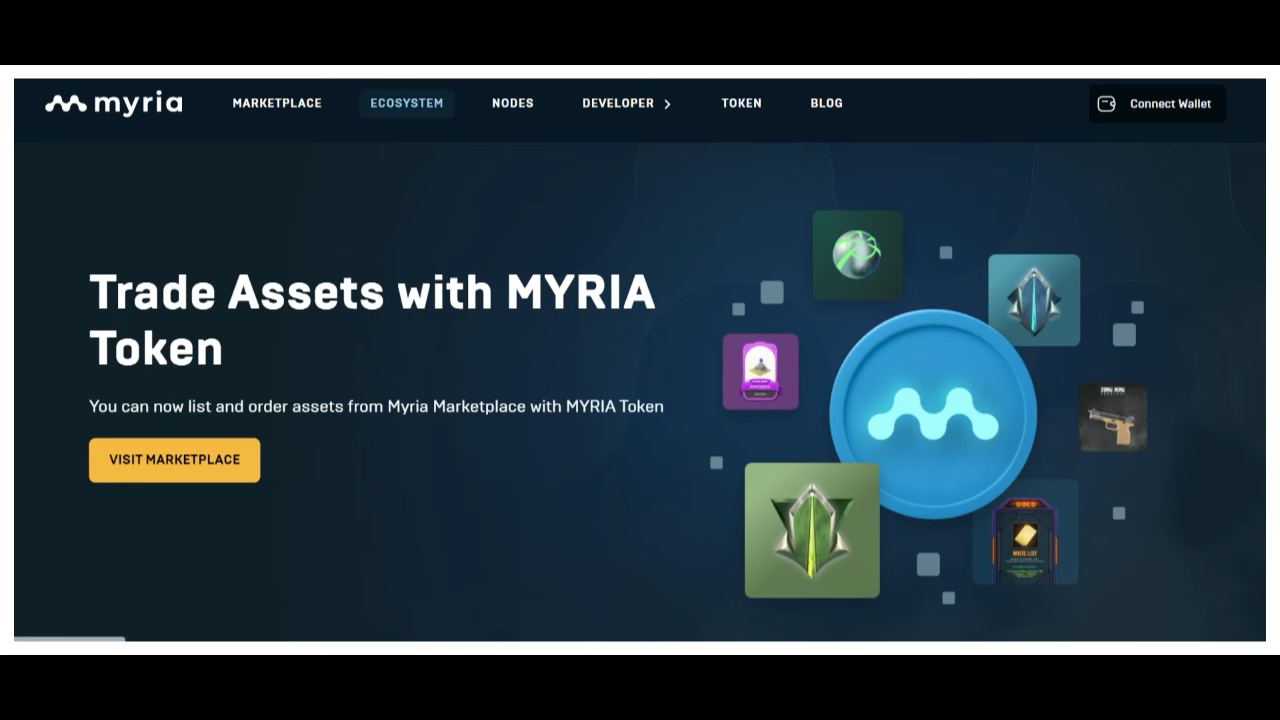 myria
MARKETPLACE
ECOSYSTEM
NODES
DEVELOPER
TOKEN
BLOG
Connect Wallet
Trade Assets with MYRIA
Token
You can now list and order assets from Myria Marketplace with MYRIA Token
VISIT MARKETPLACE
GOLD
WHITE LIST